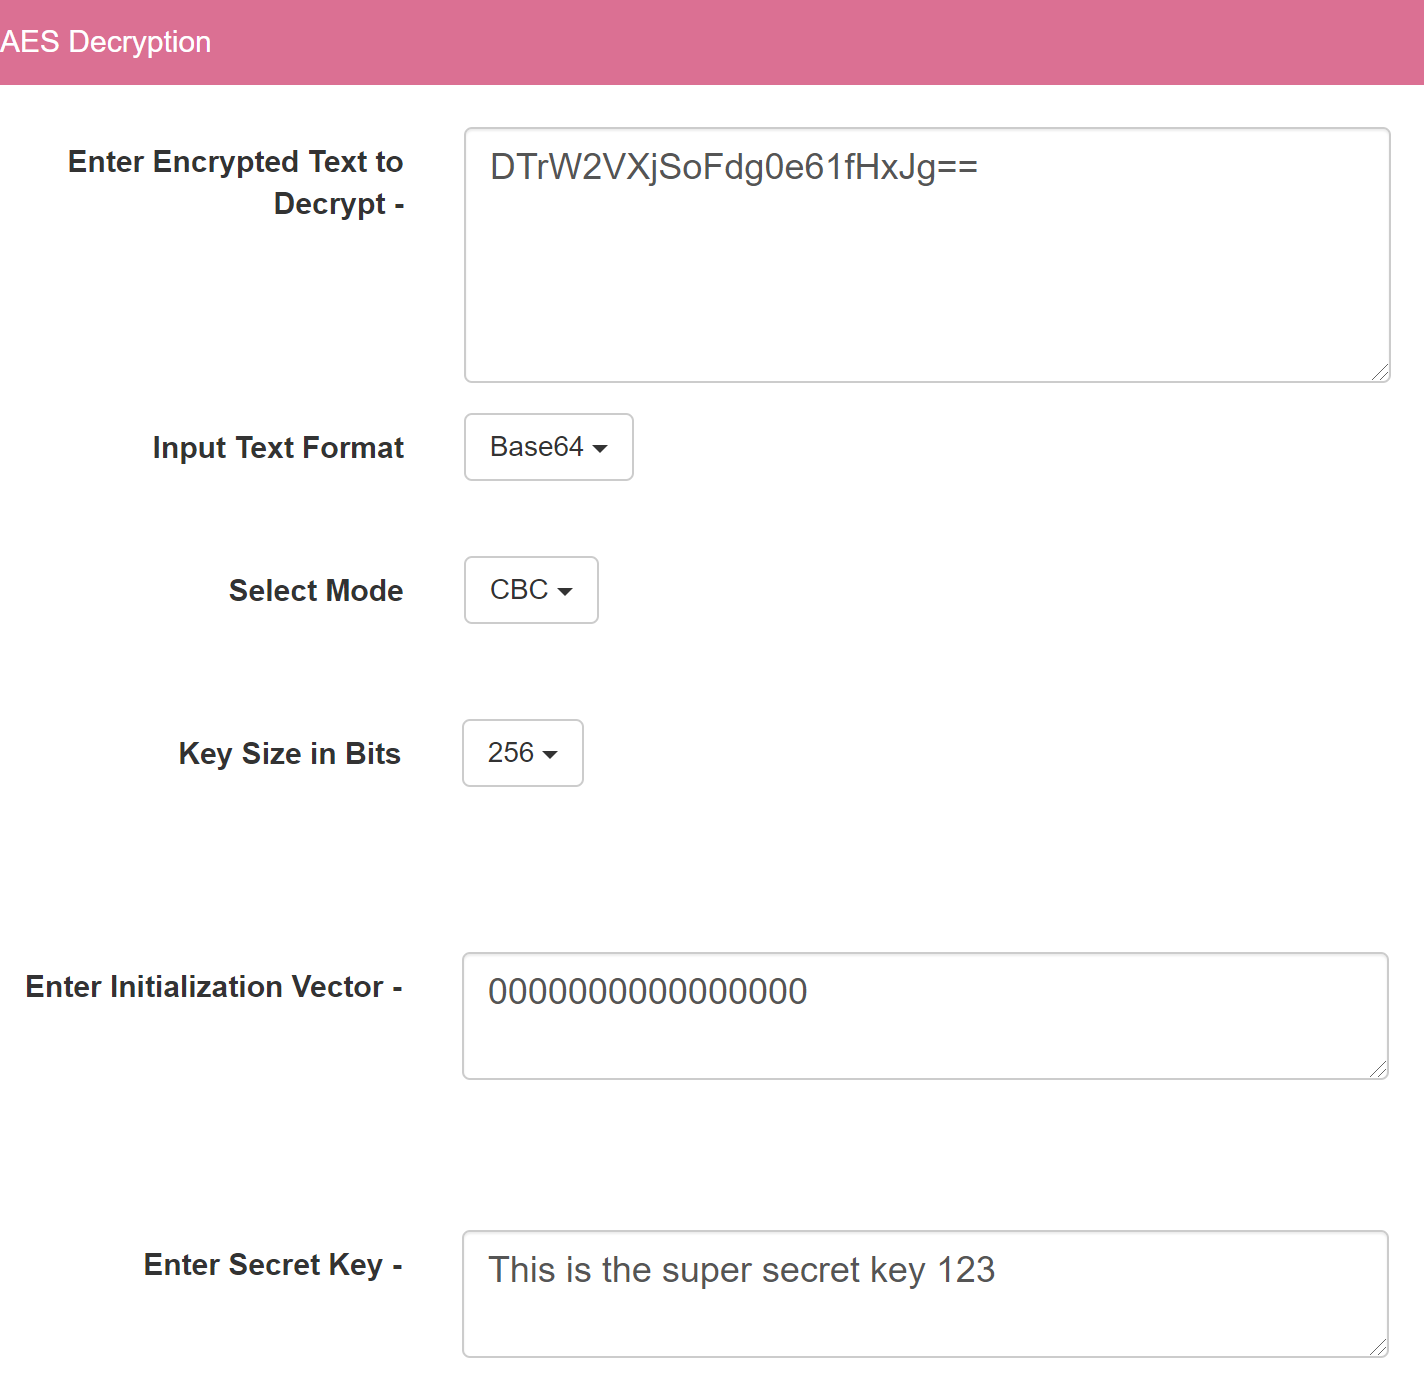 AES Decryption
Enter Encrypted Text to
Decrypt -
DTrW2VXjSoFdg0e61fHxJg==
Input Text Format
Base64
Select Mode
CBC
Key Size in Bits
256
Enter Initialization Vector -
0000000000000000
Enter Secret Key -
This is the super secret key 123